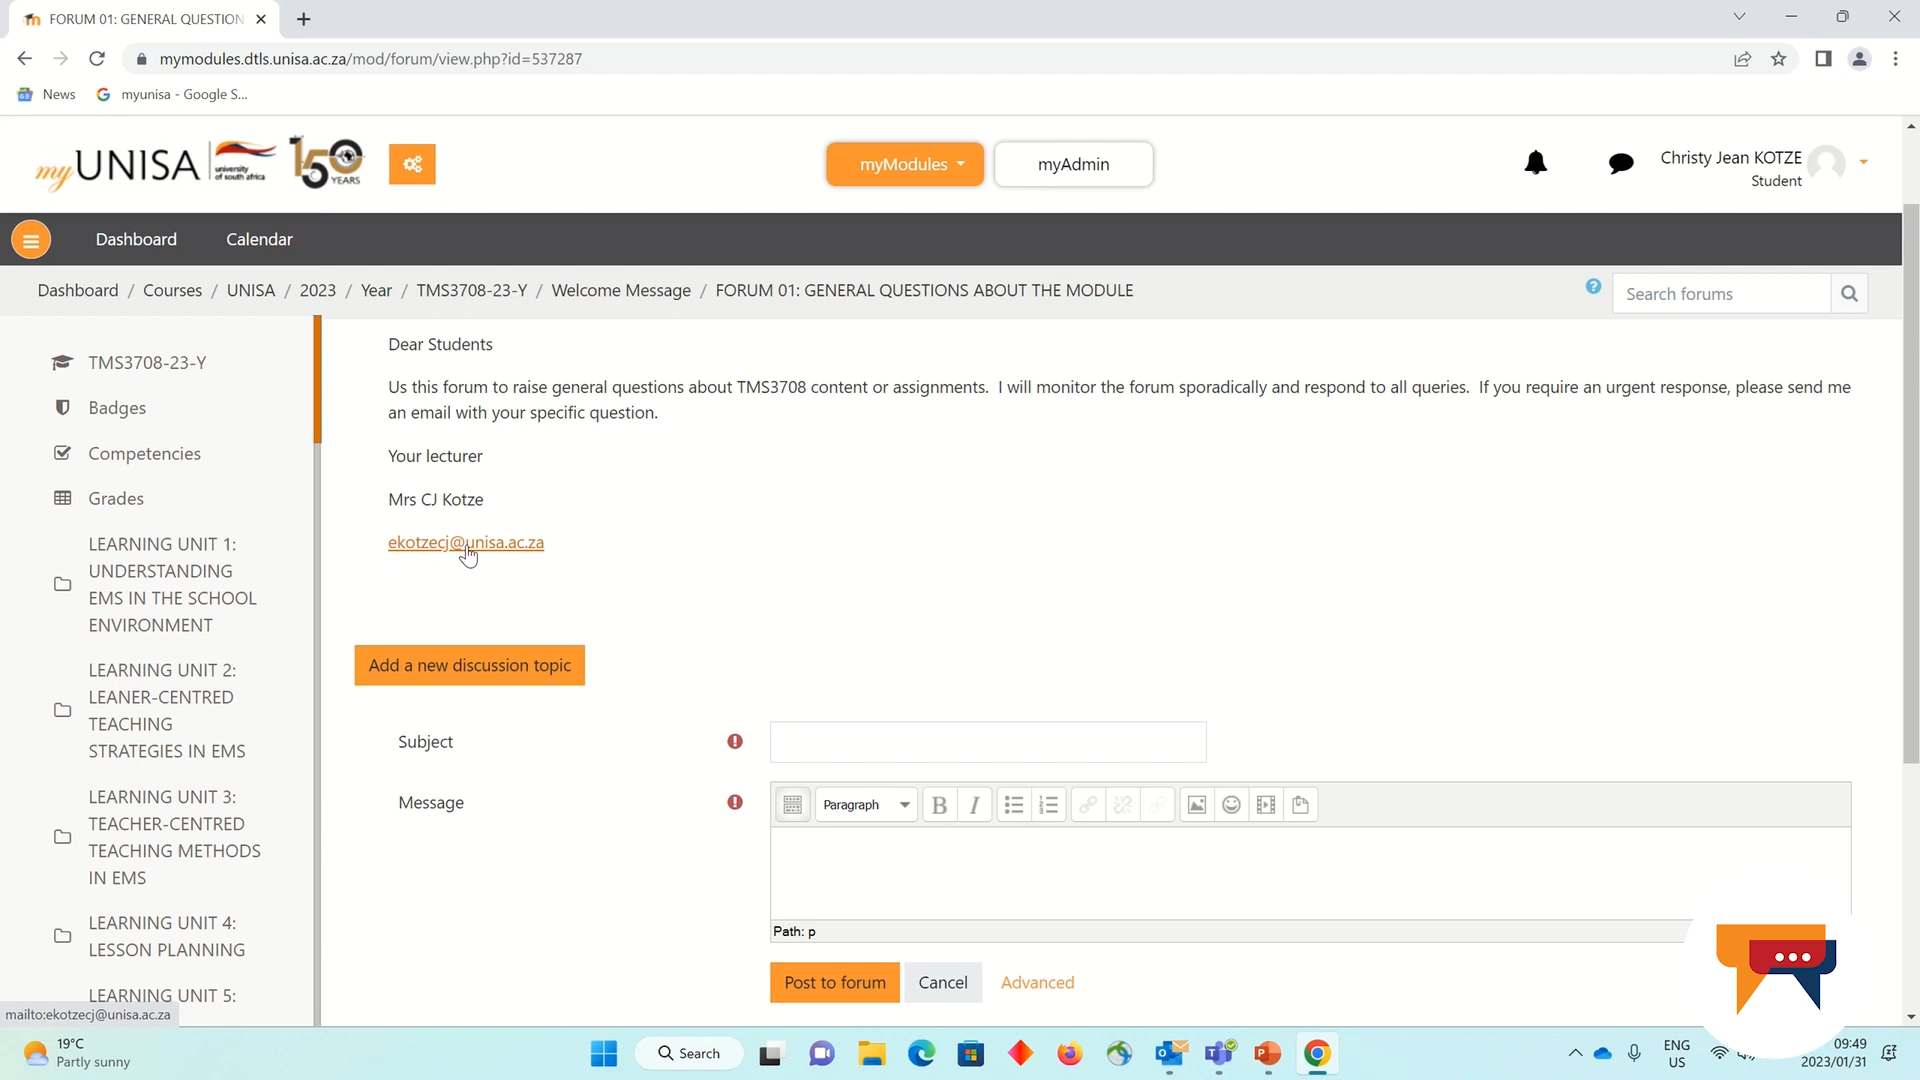 FORUM 01: GENERAL QUESTION
mymodules.dtls.unisa.ac.za/mod/forum/view.php?id=537287
News
myunisa - Google S...
myUNISA
university of south africa
150
YEARS
myModules
myAdmin
Christy Jean KOTZE
Student
Dashboard
Calendar
Dashboard / Courses / UNISA / 2023 / Year / TMS3708-23-Y / Welcome Message / FORUM 01: GENERAL QUESTIONS ABOUT THE MODULE
Search forums
TMS3708-23-Y
Badges
Competencies
Grades
LEARNING UNIT 1:
UNDERSTANDING
EMS IN THE SCHOOL
ENVIRONMENT
LEARNING UNIT 2:
LEANER-CENTRED
TEACHING
STRATEGIES IN EMS
LEARNING UNIT 3:
TEACHER-CENTRED
TEACHING METHODS
IN EMS
LEARNING UNIT 4:
LESSON PLANNING
LEARNING UNIT 5:
Dear Students
Us this forum to raise general questions about TMS3708 content or assignments. I will monitor the forum sporadically and respond to all queries. If you require an urgent response, please send me
an email with your specific question.
Your lecturer
Mrs CJ Kotze
ekotzecj@unisa.ac.za
Add a new discussion topic
Subject
Message
Paragraph
B I
Path: p
Post to forum
Cancel
Advanced
mailto:ekotzecj@unisa.ac.za
19°C
Partly sunny
Search
ENG
US
09:49
2023/01/31